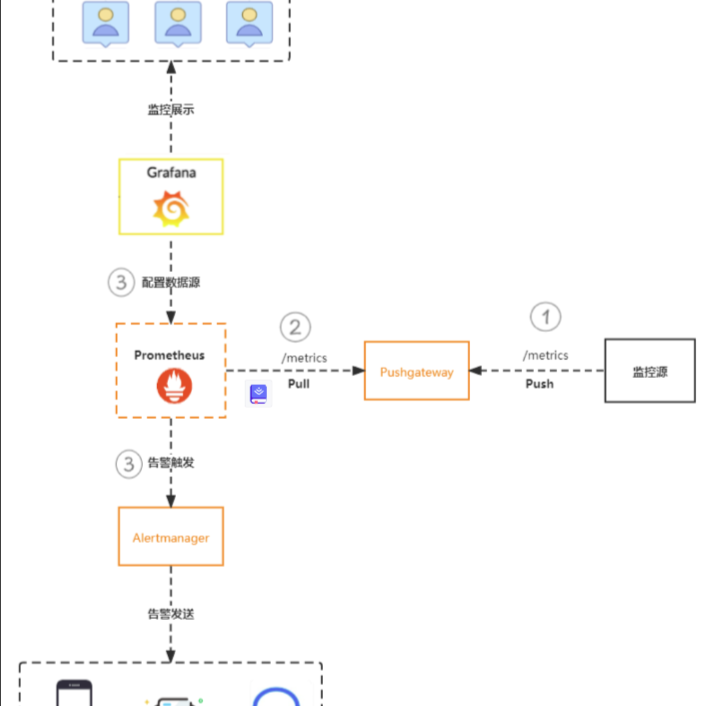 监控展示
Grafana
③ 配置数据源
Prometheus
② 
/metrics
Pull
Pushgateway
①
/metrics
Push
监控源
③ 告警触发
Alertmanager
告警发送